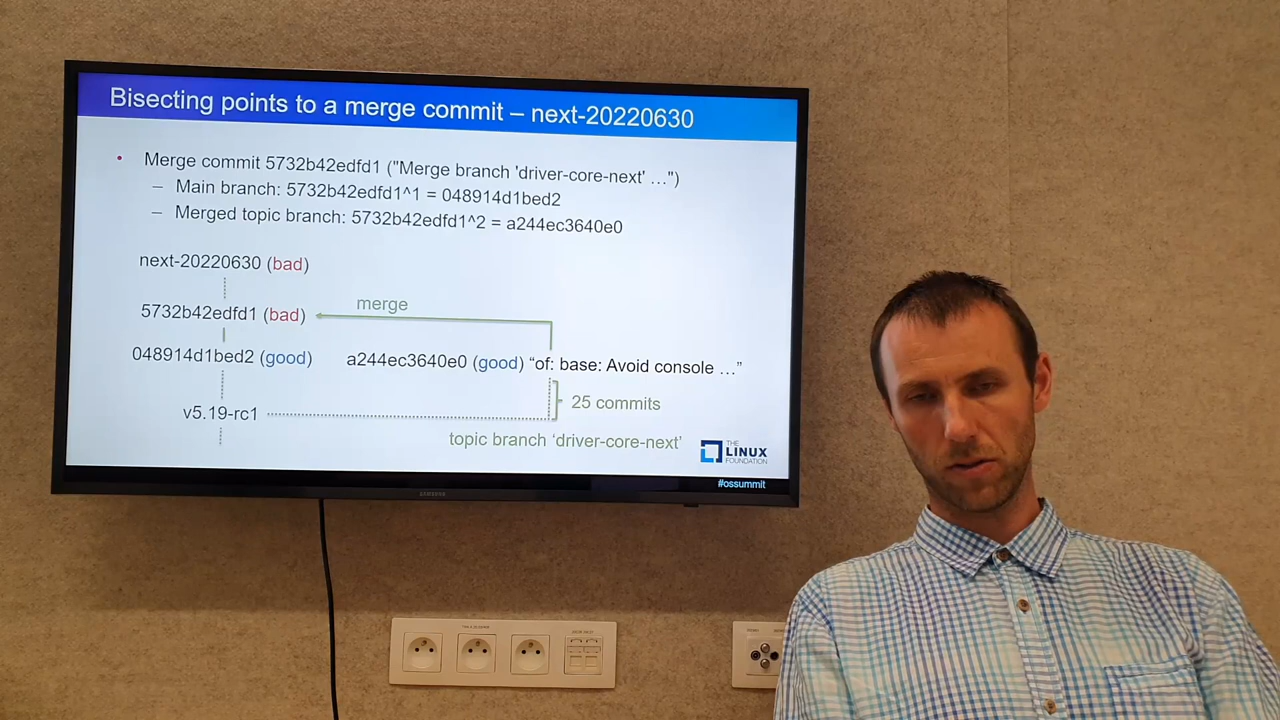 Bisecting points to a merge commit – next-20220630
• Merge commit 5732b42edfd1 ("Merge branch 'driver-core-next' …")
– Main branch: 5732b42edfd1^1 = 048914d1bed2
– Merged topic branch: 5732b42edfd1^2 = a244ec3640e0
next-20220630 (bad)
merge
5732b42edfd1 (bad)
048914d1bed2 (good) a244ec3640e0 (good) “of: base: Avoid console …”
25 commits
v5.19-rc1
topic branch ‘driver-core-next’
THE
LINUX
FOUNDATION
#ossummit
SAMSUNG